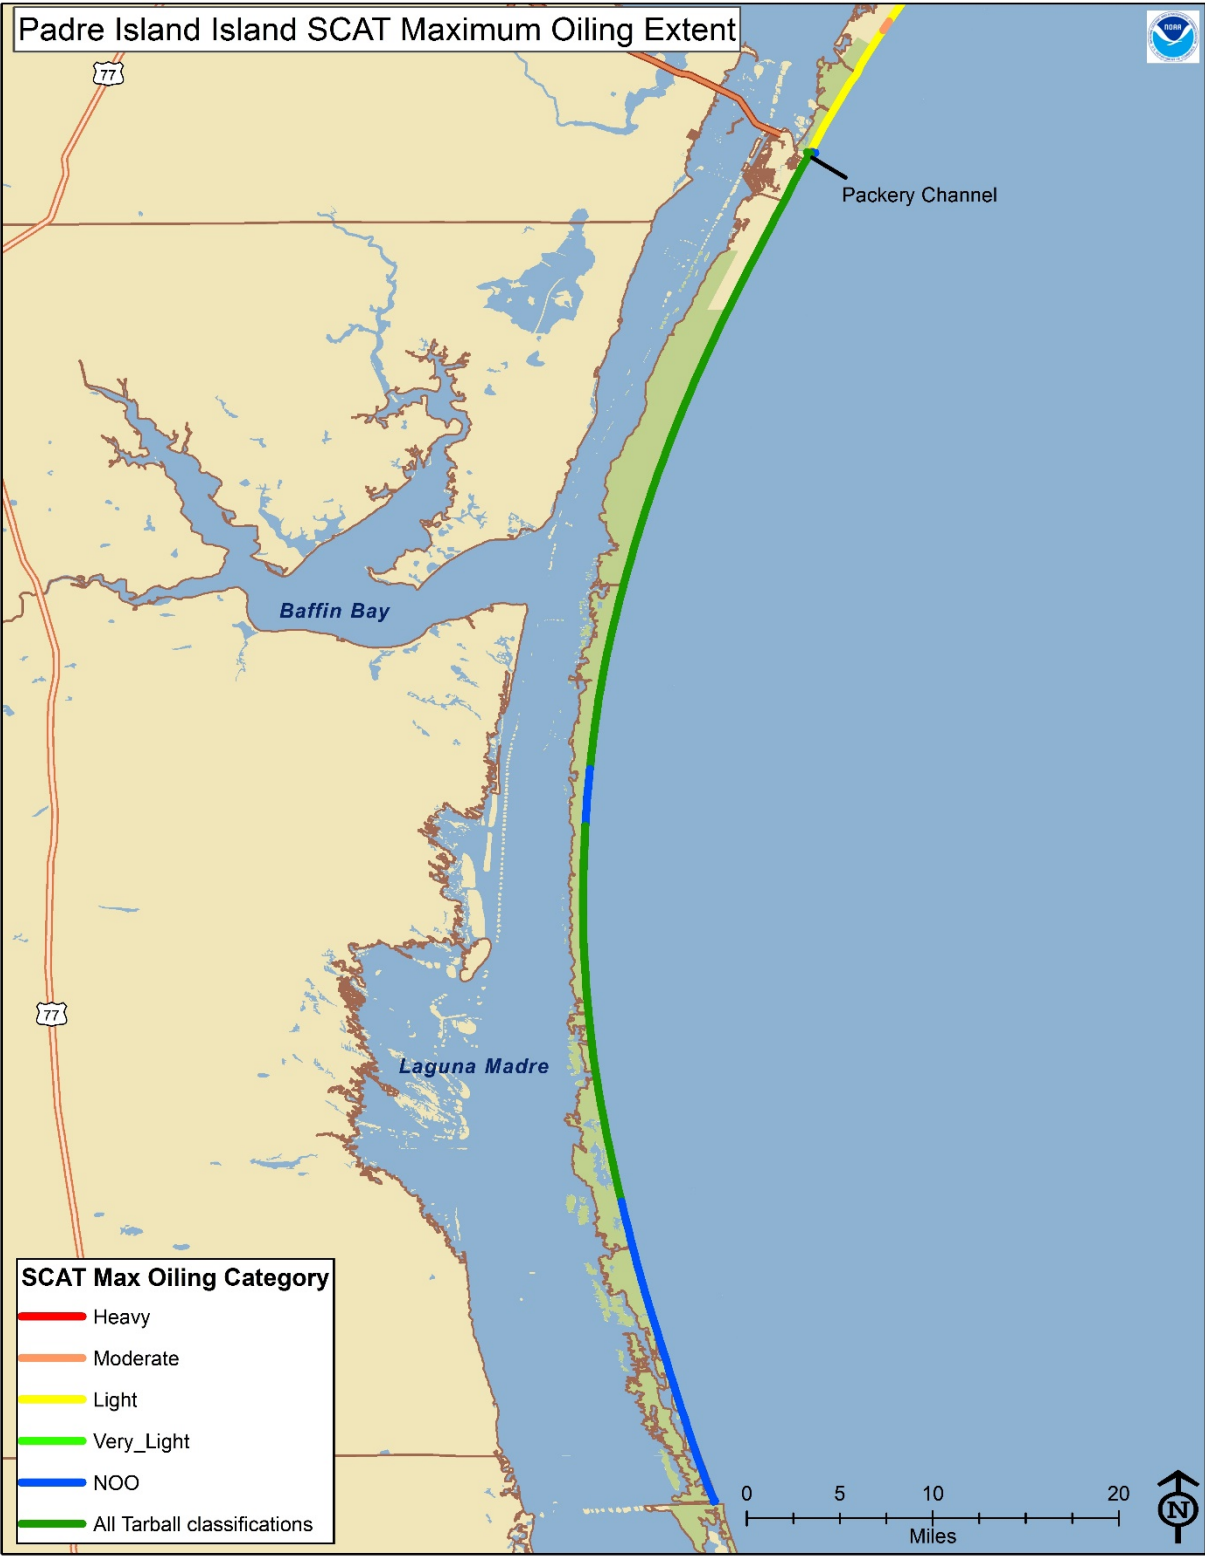 Padre Island Island SCAT Maximum Oiling Extent
NOAA
77
Packery Channel
Baffin Bay
77
Laguna Madre
SCAT Max Oiling Category
Heavy
Moderate
Light
Very_Light
NOO
All Tarball classifications
0 5 10 20
Miles
N